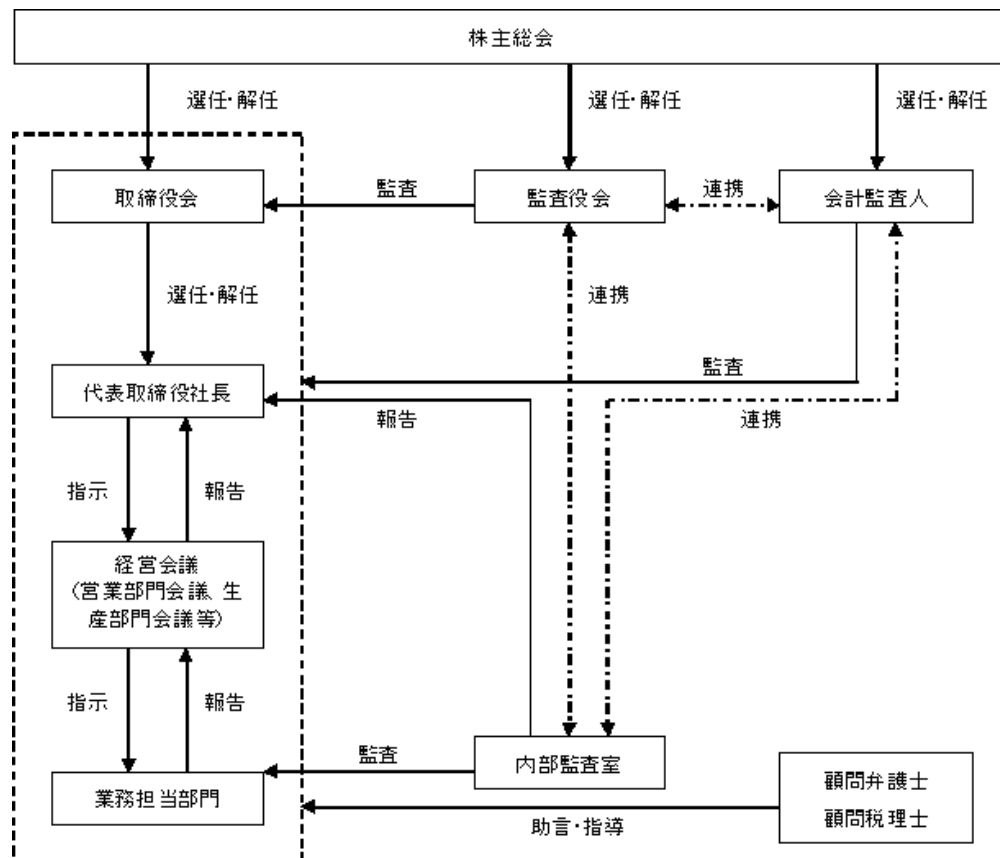 株主総会
選任・解任
選任・解任
選任・解任
取締役会
監査
監査役会
連携
会計監査人
選任・解任
連携
監査
代表取締役社長
報告
連携
指示
報告
経営会議
(営業部門会議、生
産部門会議等)
指示
報告
監査
内部監査室
業務担当部門
顧問弁護士
顧問税理士
助言・指導